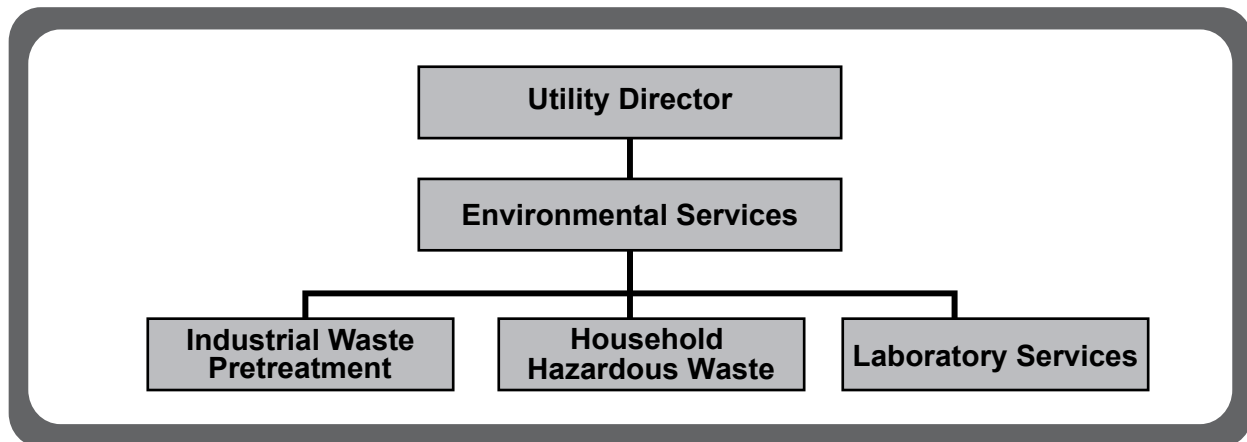 Utility Director
Environmental Services
Industrial Waste
Pretreatment
Household
Hazardous Waste
Laboratory Services